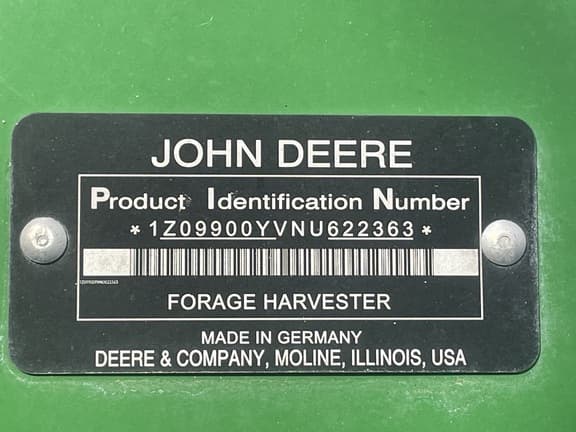 JOHN DEERE
Product Identification Number
*1Z09900YVNU622363*
FORAGE HARVESTER
MADE IN GERMANY
DEERE & COMPANY, MOLINE, ILLINOIS, USA